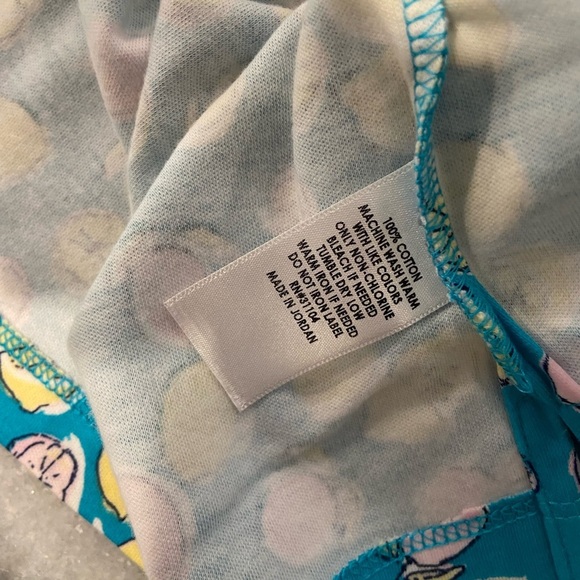 100% COTTON
MACHINE WASH WARM
WITH LIKE COLORS
ONLY NON-CHLORINE
BLEACH IF NEEDED
TUMBLE DRY LOW
WARM IRON IF NEEDED
DO NOT IRON LABEL
RN#31104
MADE IN JORDAN